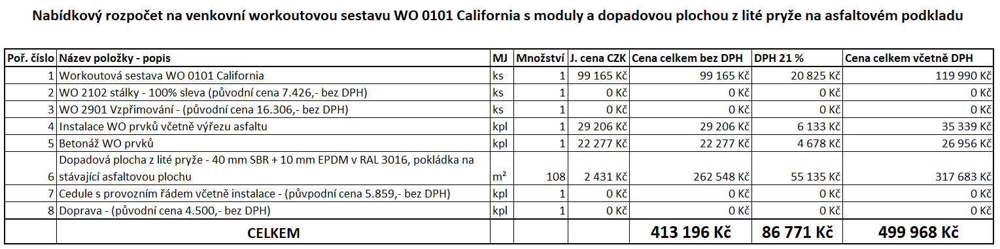 Nabídkový rozpočet na venkovní workoutovou sestavu WO 0101 California s moduly a dopadovou plochou z lité pryže na asfaltovém podkladu
Poř. číslo Název položky - popis MJ Množství J. cena CZK Cena celkem bez DPH DPH 21 % Cena celkem včetně DPH
1 Workoutová sestava WO 0101 California ks 1 99 165 Kč 99 165 Kč 20 825 Kč 119 990 Kč
2 WO 2102 stálky - 100% sleva (původní cena 7.426,- bez DPH) ks 1 0 Kč 0 Kč 0 Kč 0 Kč
3 WO 2901 Vzpřimování - (původní cena 16.306,- bez DPH) ks 1 0 Kč 0 Kč 0 Kč 0 Kč
4 Instalace WO prvků včetně výřezu asfaltu kpl 1 29 206 Kč 29 206 Kč 6 133 Kč 35 339 Kč
5 Betonáž WO prvků kpl 1 22 277 Kč 22 277 Kč 4 678 Kč 26 956 Kč
Dopadová plocha z lité pryže - 40 mm SBR + 10 mm EPDM v RAL 3016, pokládka na
6 stávající asfaltovou plochu m² 108 2 431 Kč 262 548 Kč 55 135 Kč 317 683 Kč
7 Cedule s provozním řádem včetně instalace - (půvpodní cena 5.859,- bez DPH) kpl 1 0 Kč 0 Kč 0 Kč 0 Kč
8 Doprava - (původní cena 4.500,- bez DPH) kpl 1 0 Kč 0 Kč 0 Kč 0 Kč
CELKEM 413 196 Kč 86 771 Kč 499 968 Kč